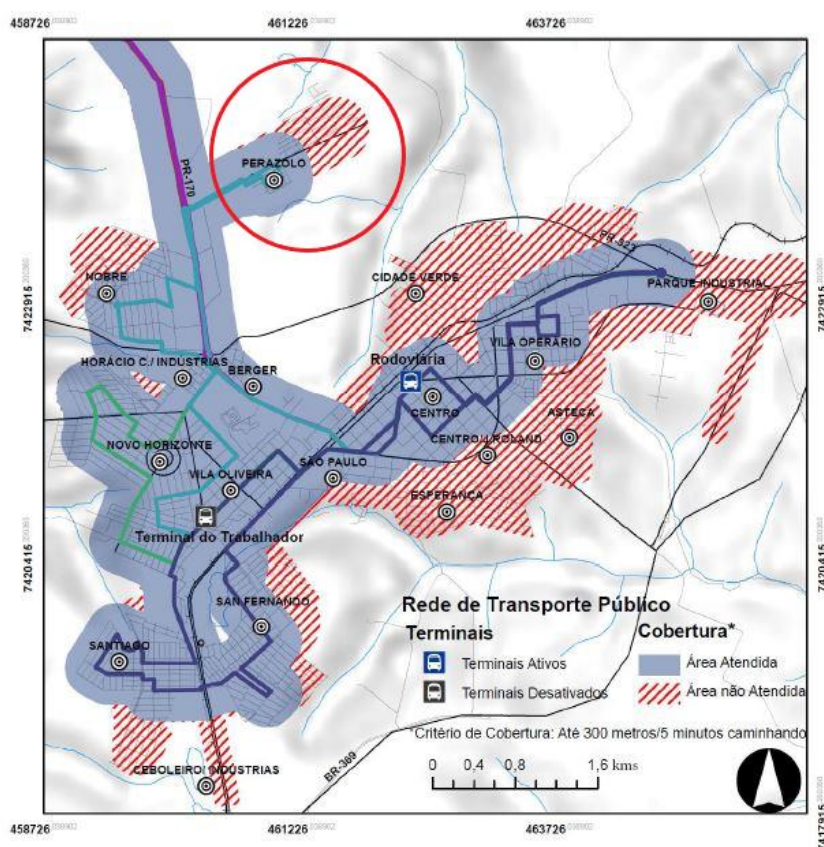 458726
461226
463726
PERAZOLO
PR-170
PR-323
NOBRE
CIDADE VERDE
PARQUE INDUSTRIAL
7422915
7422915
HORÁCIO C./ INDÚSTRIAS
BERGER
Rodoviária
VILA OPERÁRIO
CENTRO
ASTECA
NOVO HORIZONTE
CENTRO/ ROLAND
VILA OLIVEIRA
SÃO PAULO
ESPERANÇA
Terminal do Trabalhador
7420415
7420415
SAN FERNANDO
SANTIAGO
Rede de Transporte Público
Terminais
Cobertura*
Terminais Ativos
Área Atendida
Terminais Desativados
Área não Atendida
*Critério de Cobertura: Até 300 metros/5 minutos caminhando
CEBOLEIRO/ INDÚSTRIAS
BR-369
0 0,4 0,8 1,6 kms
7417915
458726
461226
463726